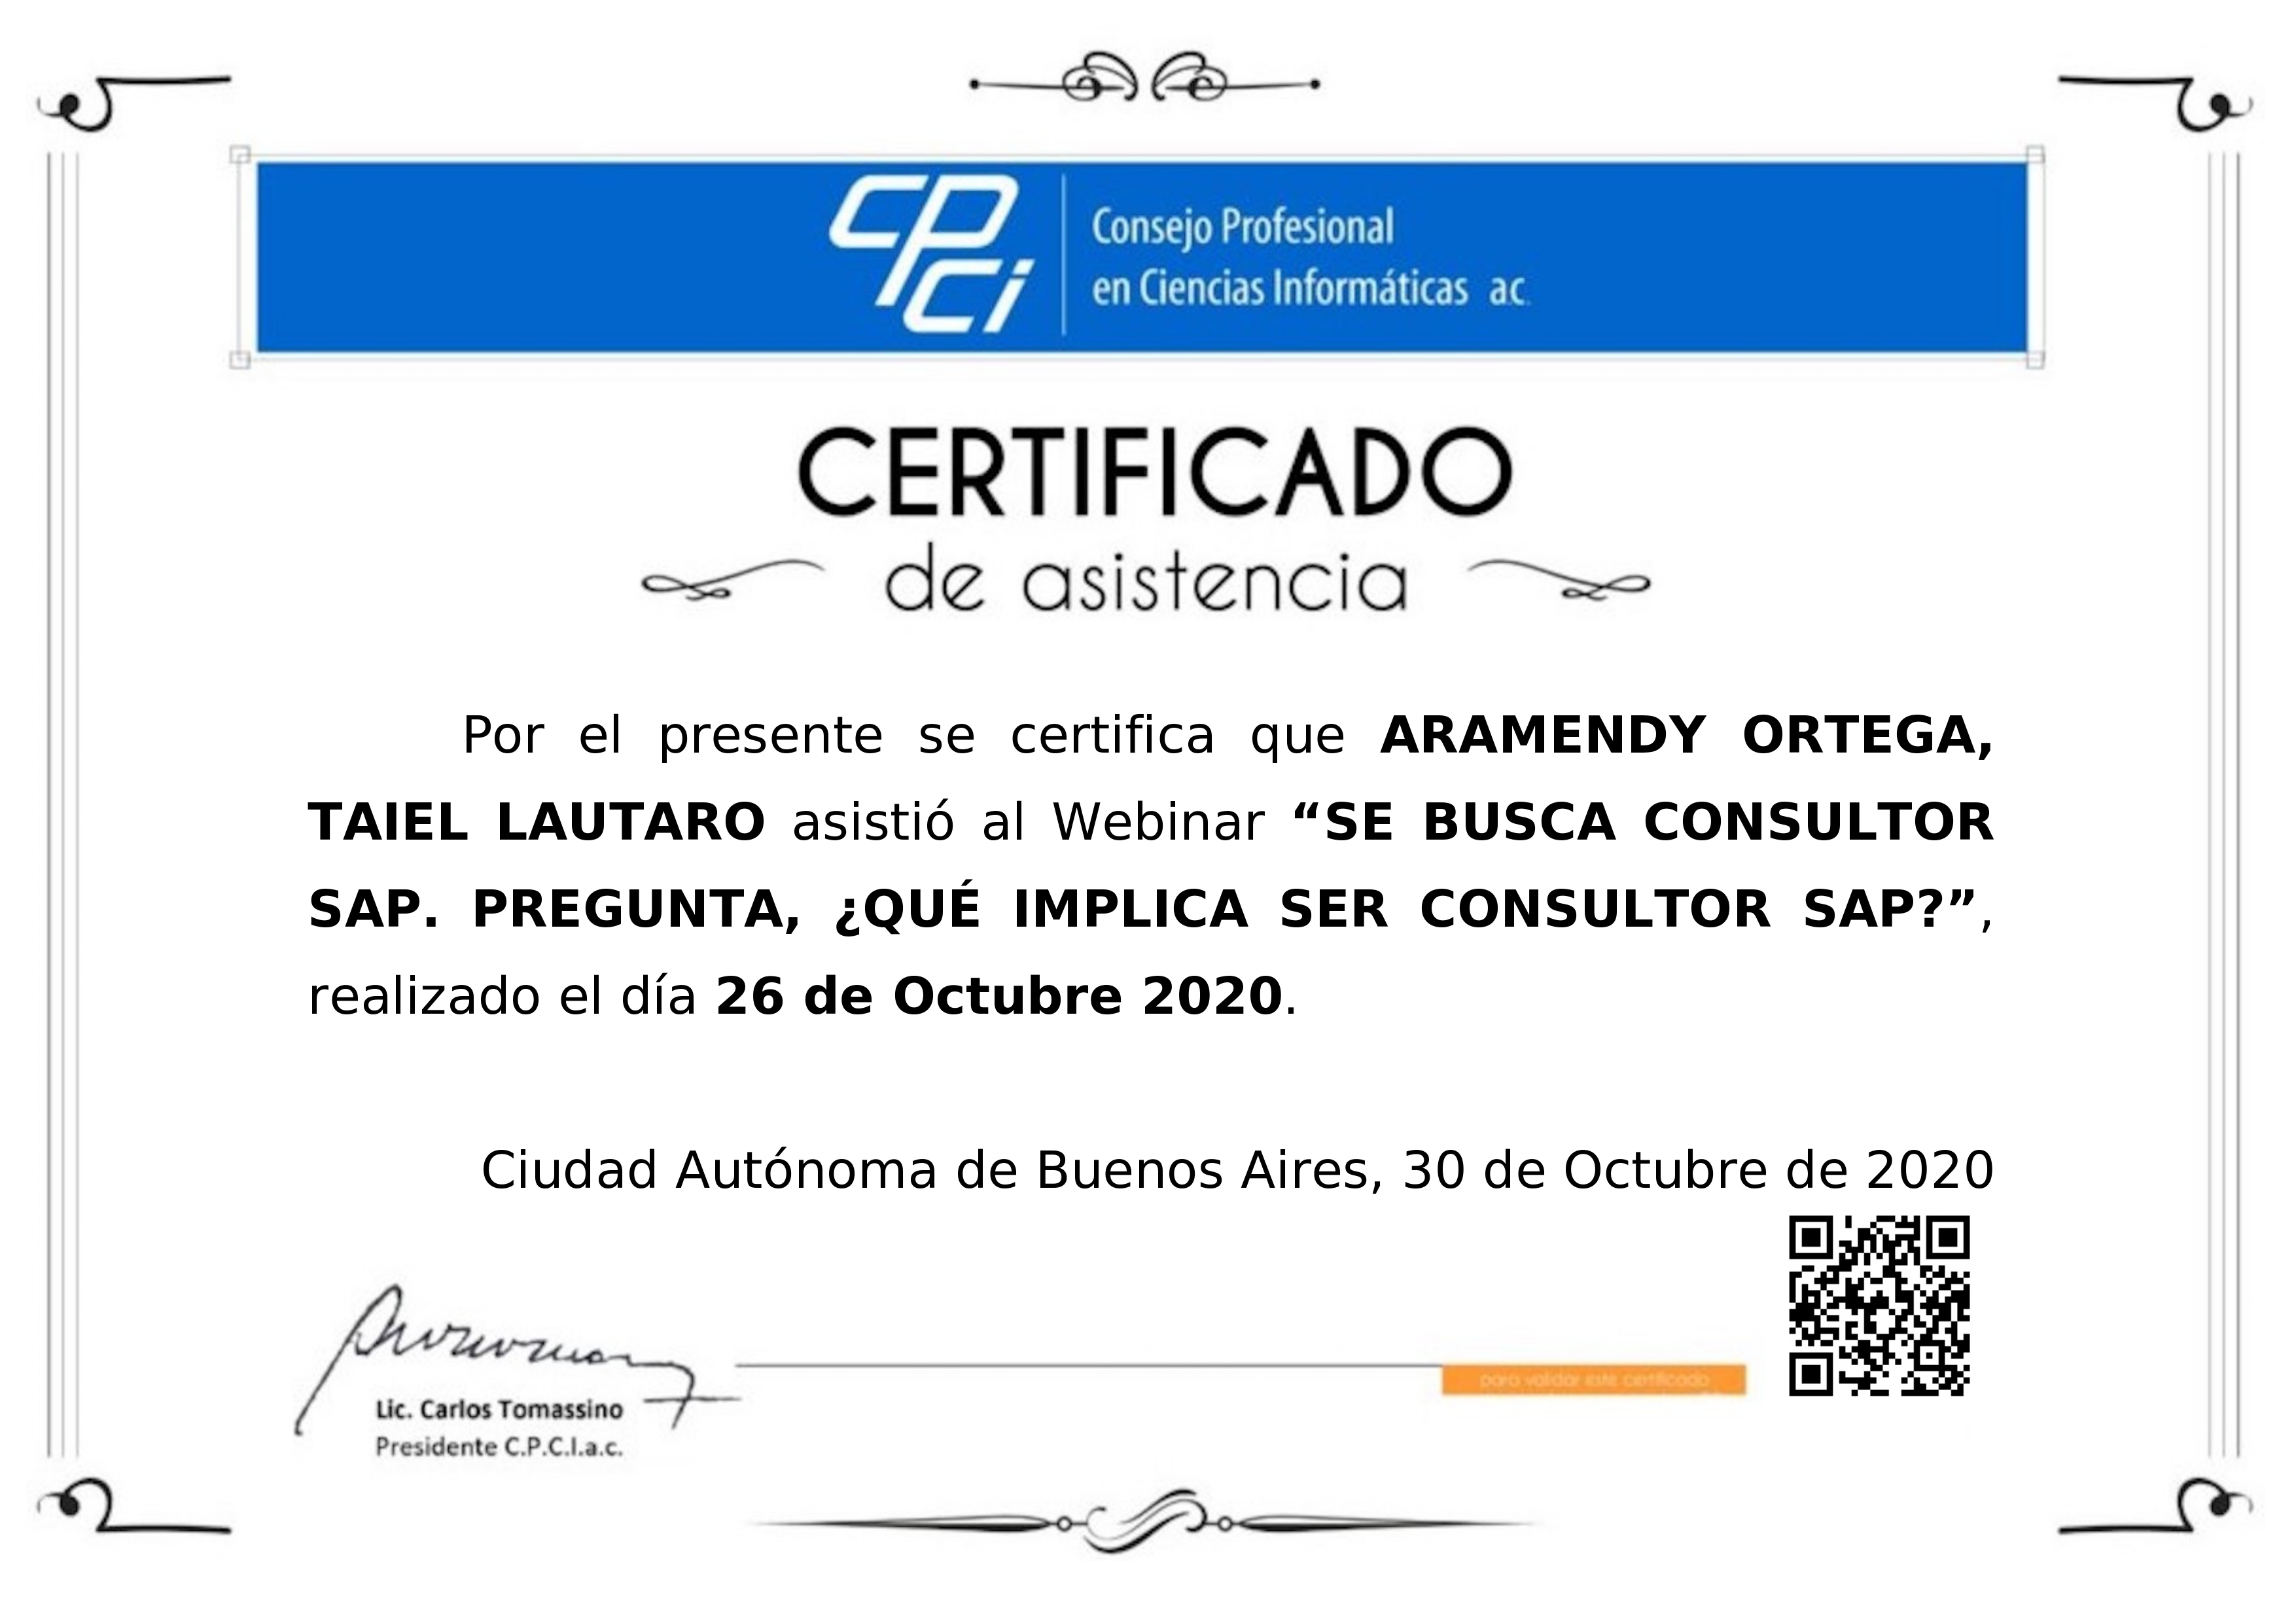 CPCi
Consejo Profesional
en Ciencias Informáticas ac.
CERTIFICADO
de asistencia
Por el presente se certifica que ARAMENDY ORTEGA,
TAIEL LAUTARO asistió al Webinar “SE BUSCA CONSULTOR
SAP. PREGUNTA, ¿QUÉ IMPLICA SER CONSULTOR SAP?”,
realizado el día 26 de Octubre 2020.
Ciudad Autónoma de Buenos Aires, 30 de Octubre de 2020
para validar este certificado
Lic. Carlos Tomassino
Presidente C.P.C.I.a.c.